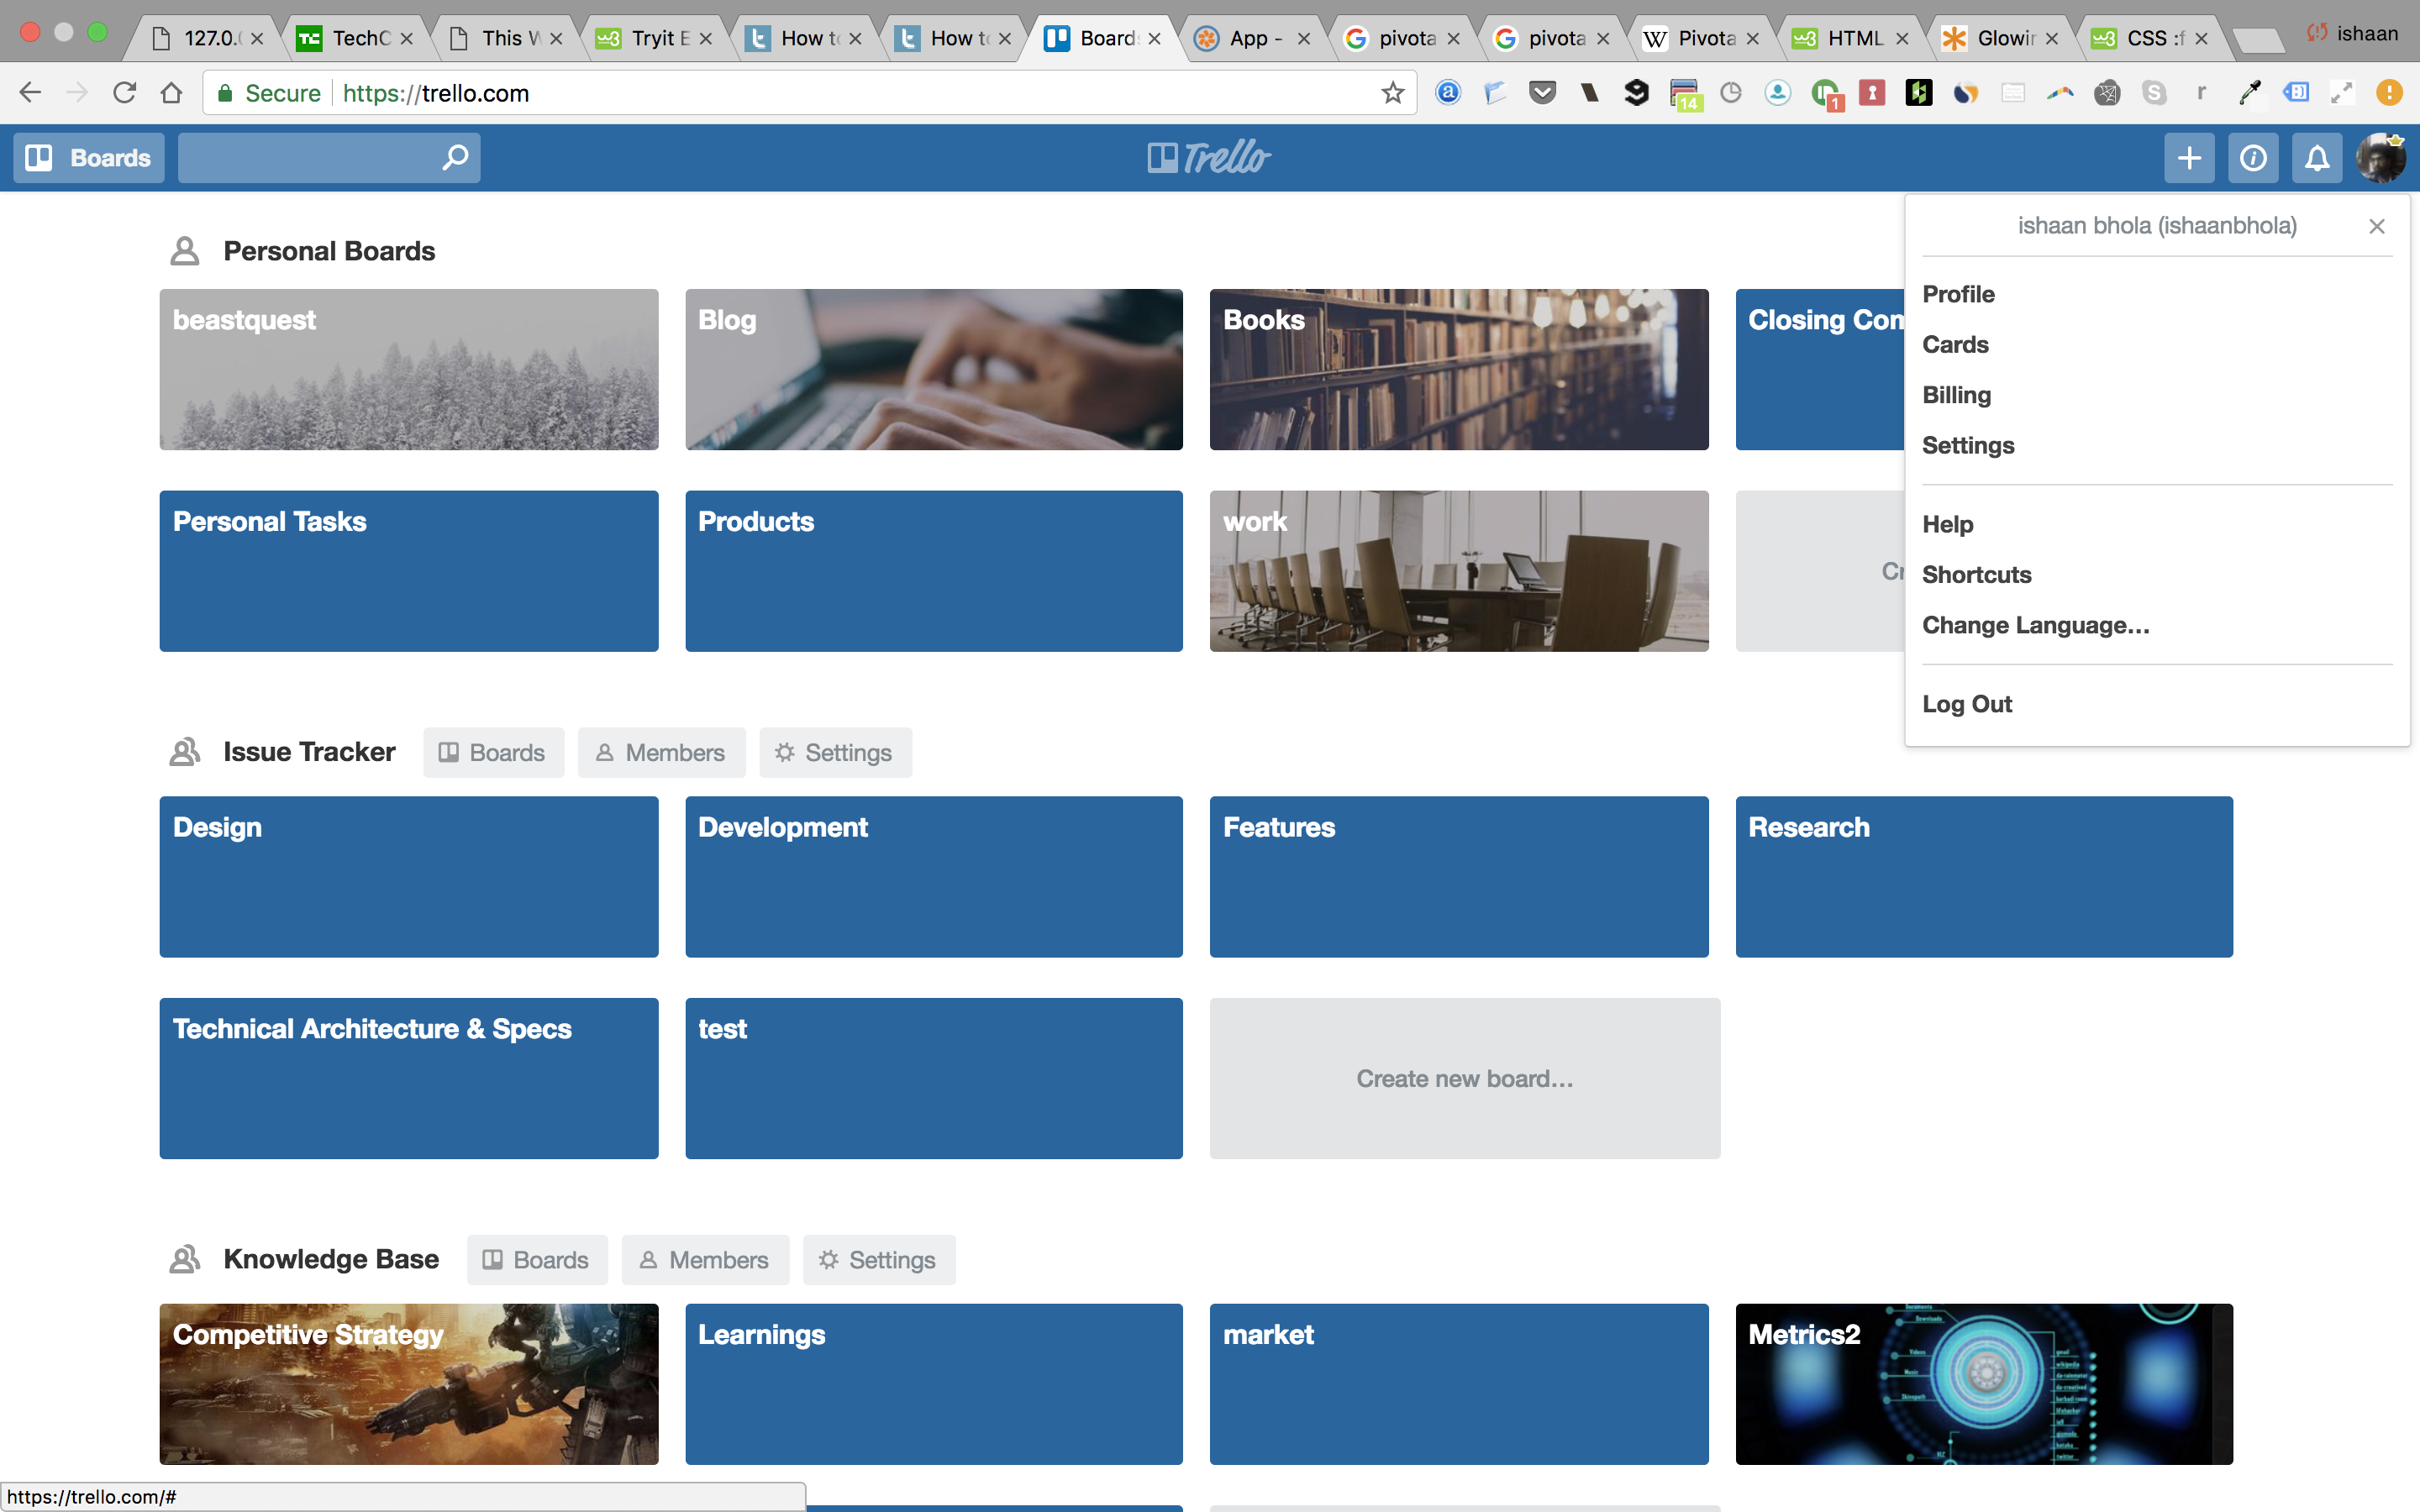 127.0.
TechC
This W
Tryit E
How to
How to
Boards
App -
pivota
pivota
Pivota
HTML
Glowin
CSS :f
ishaan
Secure
https://trello.com
14
1
Boards
Trello
ishaan bhola (ishaanbhola)
Profile
Cards
Billing
Settings
Help
Shortcuts
Change Language…
Log Out
Personal Boards
beastquest
Blog
Books
Closing Con
Personal Tasks
Products
work
Cr
Issue Tracker
Boards
Members
Settings
Design
Development
Features
Research
Technical Architecture & Specs
test
Create new board…
Knowledge Base
Boards
Members
Settings
Competitive Strategy
Learnings
market
Metrics2
https://trello.com/#